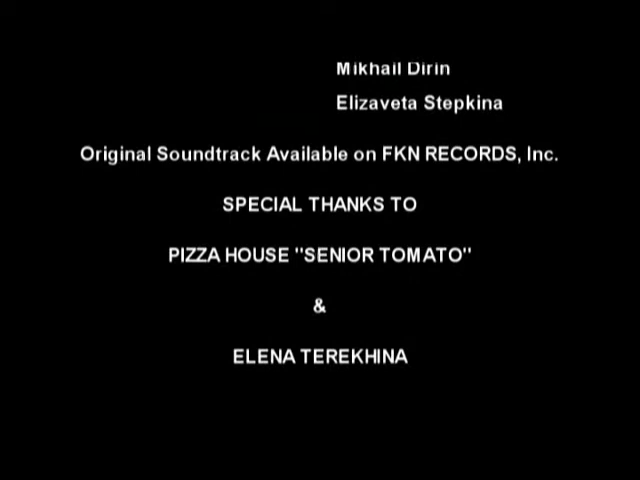 Mikhail Dirin
Elizaveta Stepkina
Original Soundtrack Available on FKN RECORDS, Inc.
SPECIAL THANKS TO
PIZZA HOUSE "SENIOR TOMATO"
&
ELENA TEREKHINA